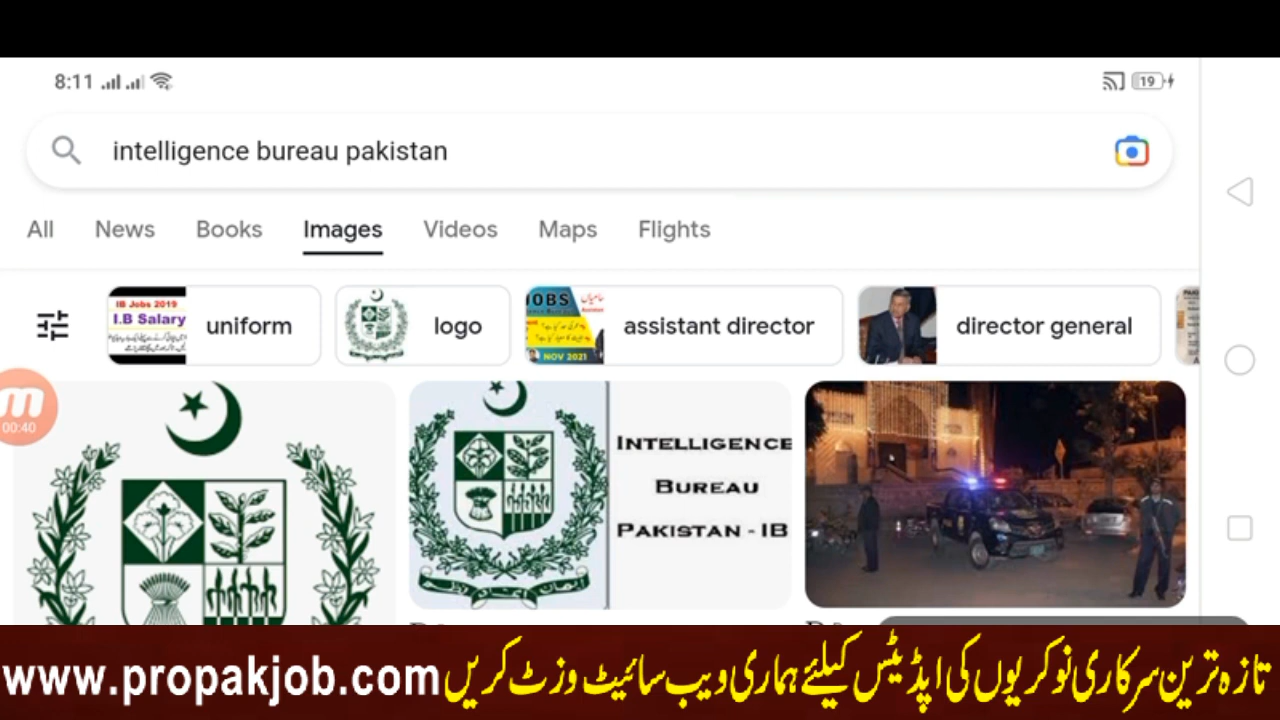 8:11
19
intelligence bureau pakistan
All News Books Images Videos Maps Flights
IB Jobs 2019
I.B Salary
uniform
logo
JOBS
NOV 2021
assistant director
director general
m
00:40
INTELLIGENCE
BUREAU
PAKISTAN - IB
www.propakjob.com تازہ ترین سرکاری نوکریوں کی اپڈیٹس کیلئے ہماری ویب سائیٹ وزٹ کریں